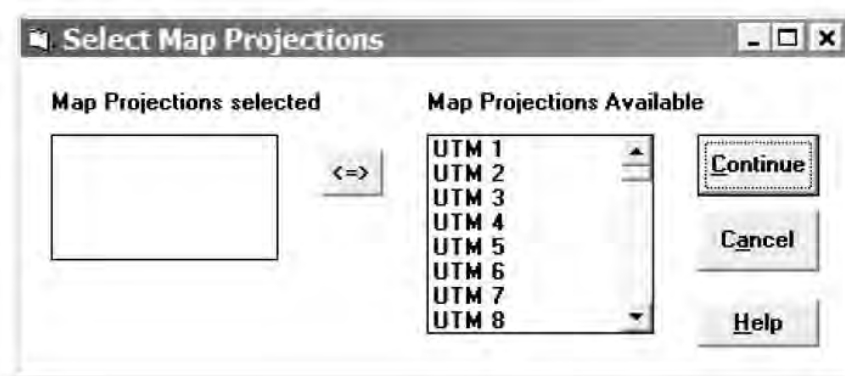 Select Map Projections
Map Projections selected
Map Projections Available
<=>
UTM 1
UTM 2
UTM 3
UTM 4
UTM 5
UTM 6
UTM 7
UTM 8
Continue
Cancel
Help